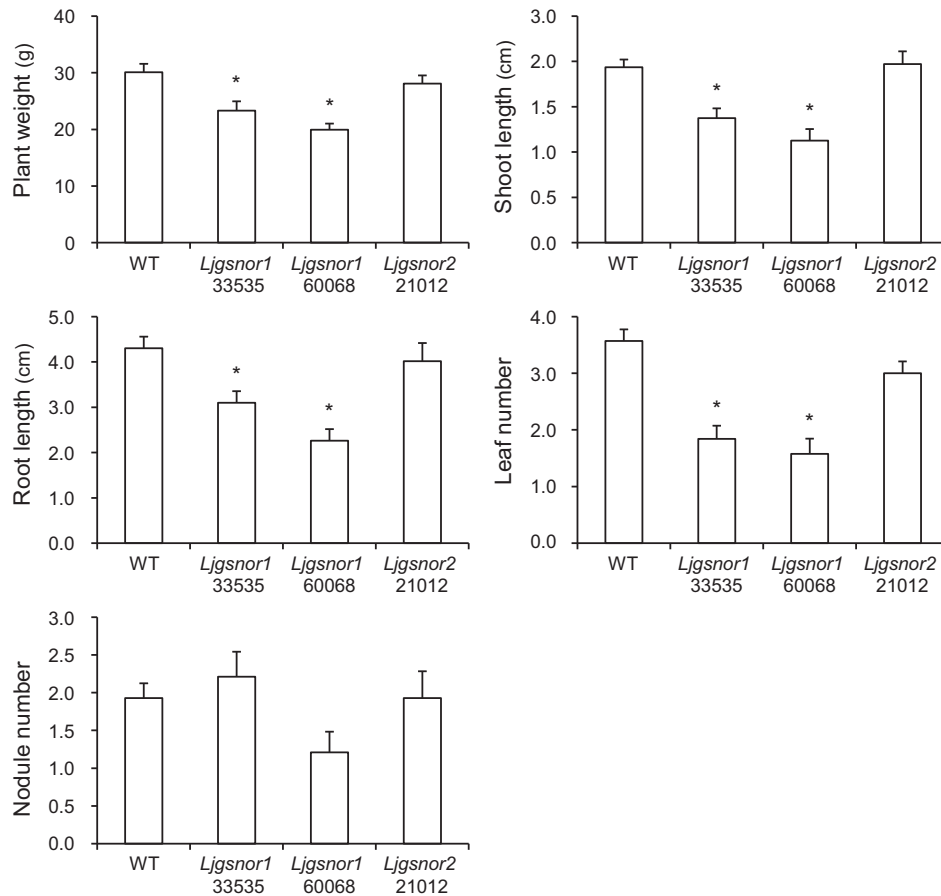 Plant weight (g)
40
30
20
10
0
*
*
WT
Ljgsnor1
33535
Ljgsnor1
60068
Ljgsnor2
21012
Shoot length (cm)
3.0
2.0
1.5
1.0
0.5
0.0
*
*
WT
Ljgsnor1
33535
Ljgsnor1
60068
Ljgsnor2
21012
Root length (cm)
5.0
4.0
3.0
2.0
1.0
0.0
*
*
WT
Ljgsnor1
33535
Ljgsnor1
60068
Ljgsnor2
21012
Leaf number
4.0
3.0
2.0
1.0
0.0
*
*
WT
Ljgsnor1
33535
Ljgsnor1
60068
Ljgsnor2
21012
Nodule number
3.0
2.5
2.0
1.5
1.0
0.5
0.0
WT
Ljgsnor1
33535
Ljgsnor1
60068
Ljgsnor2
21012